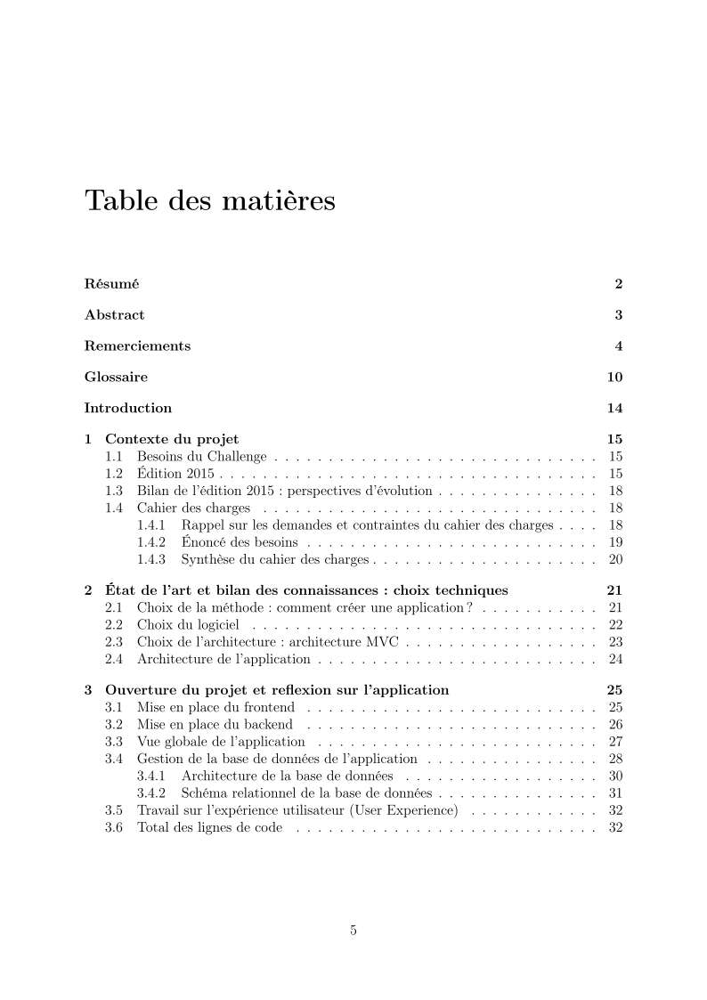 Table des matières
Résumé 2
Abstract 3
Remerciements 4
Glossaire 10
Introduction 14
1 Contexte du projet 15
1.1 Besoins du Challenge . . . . . . . . . . . . . . . . . . . . . . . . . . . . . . 15
1.2 Édition 2015 . . . . . . . . . . . . . . . . . . . . . . . . . . . . . . . . . . . 15
1.3 Bilan de l'édition 2015 : perspectives d'évolution . . . . . . . . . . . . . . . 18
1.4 Cahier des charges . . . . . . . . . . . . . . . . . . . . . . . . . . . . . . . 18
1.4.1 Rappel sur les demandes et contraintes du cahier des charges . . . . 18
1.4.2 Énoncé des besoins . . . . . . . . . . . . . . . . . . . . . . . . . . . 19
1.4.3 Synthèse du cahier des charges . . . . . . . . . . . . . . . . . . . . . 20
2 État de l'art et bilan des connaissances : choix techniques 21
2.1 Choix de la méthode : comment créer une application ? . . . . . . . . . . . 21
2.2 Choix du logiciel . . . . . . . . . . . . . . . . . . . . . . . . . . . . . . . . 22
2.3 Choix de l'architecture : architecture MVC . . . . . . . . . . . . . . . . . . 23
2.4 Architecture de l'application . . . . . . . . . . . . . . . . . . . . . . . . . . 24
3 Ouverture du projet et reflexion sur l'application 25
3.1 Mise en place du frontend . . . . . . . . . . . . . . . . . . . . . . . . . . . 25
3.2 Mise en place du backend . . . . . . . . . . . . . . . . . . . . . . . . . . . 26
3.3 Vue globale de l'application . . . . . . . . . . . . . . . . . . . . . . . . . . 27
3.4 Gestion de la base de données de l'application . . . . . . . . . . . . . . . . 28
3.4.1 Architecture de la base de données . . . . . . . . . . . . . . . . . . 30
3.4.2 Schéma relationnel de la base de données . . . . . . . . . . . . . . . 31
3.5 Travail sur l'expérience utilisateur (User Experience) . . . . . . . . . . . . 32
3.6 Total des lignes de code . . . . . . . . . . . . . . . . . . . . . . . . . . . . 32
5